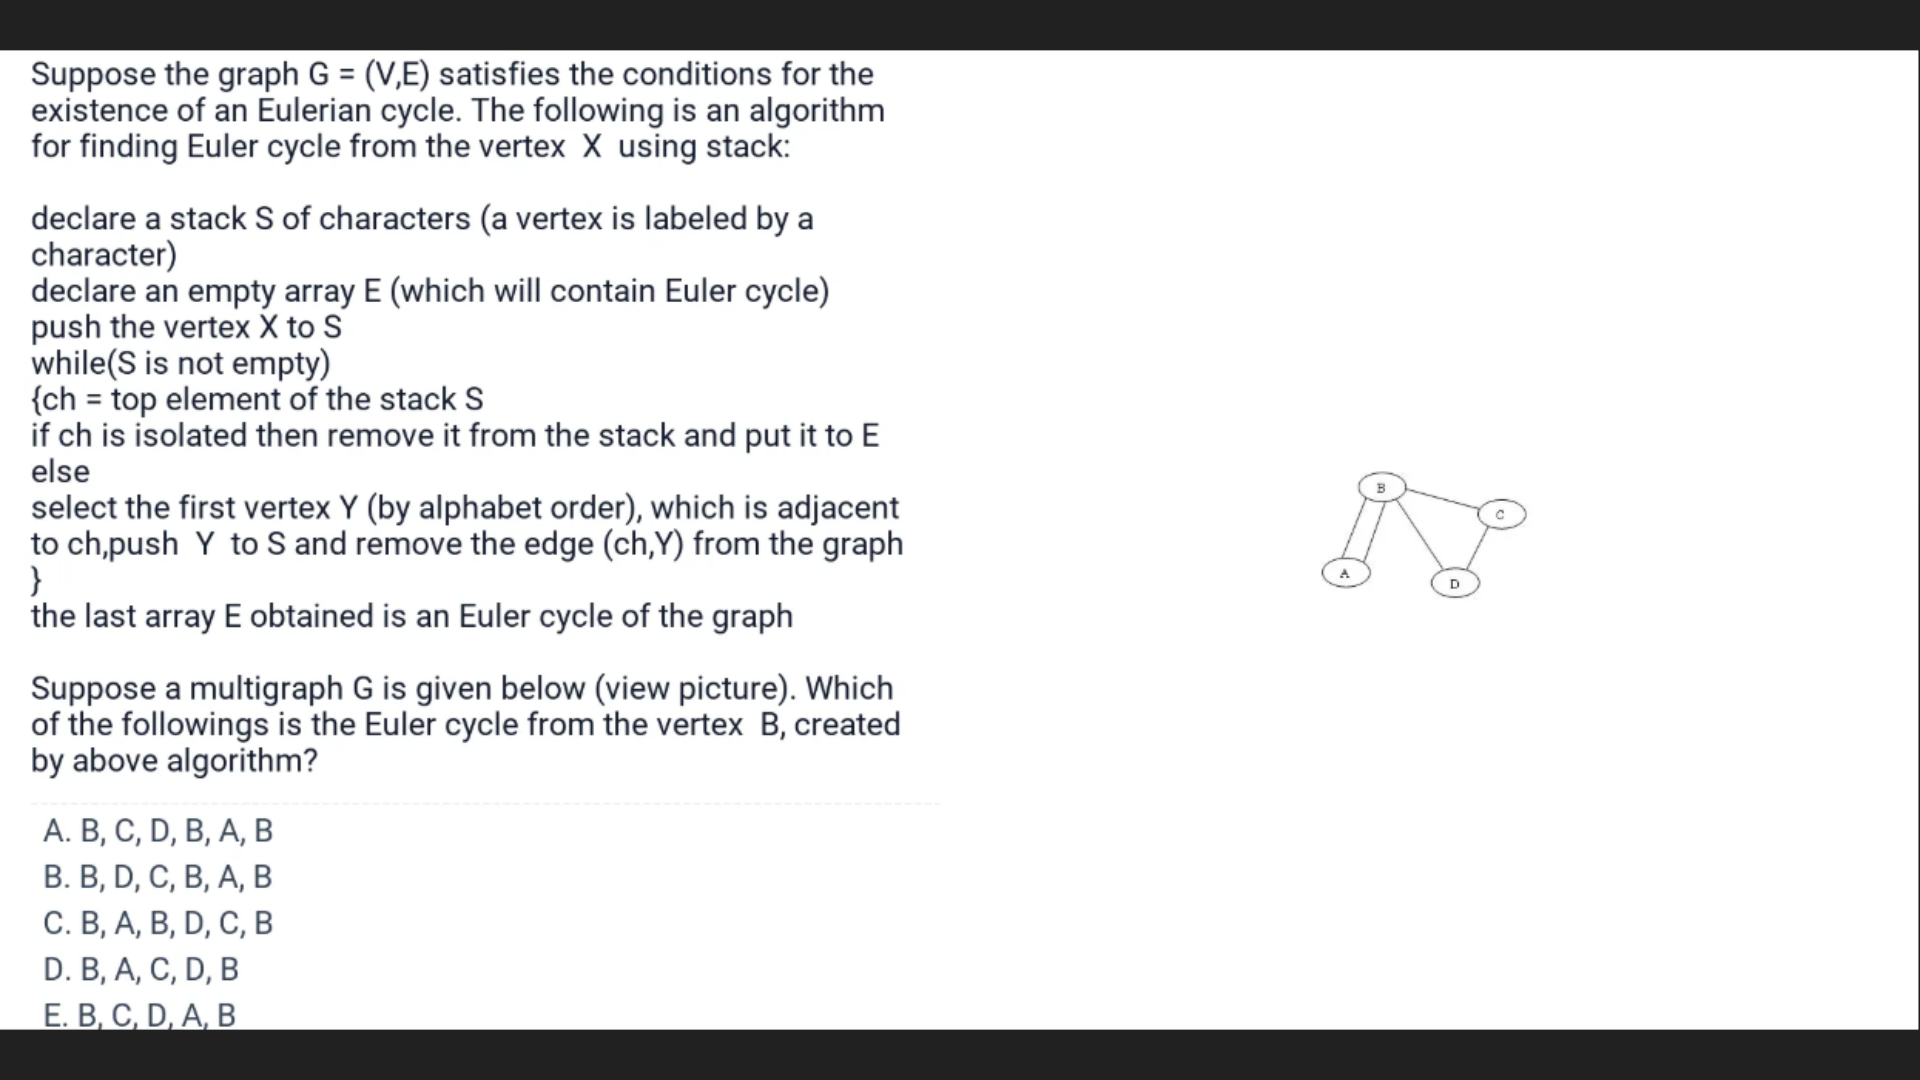 Suppose the graph G = (V,E) satisfies the conditions for the
existence of an Eulerian cycle. The following is an algorithm
for finding Euler cycle from the vertex X using stack:
declare a stack S of characters (a vertex is labeled by a
character)
declare an empty array E (which will contain Euler cycle)
push the vertex X to S
while(S is not empty)
{ch = top element of the stack S
if ch is isolated then remove it from the stack and put it to E
else
select the first vertex Y (by alphabet order), which is adjacent
to ch,push Y to S and remove the edge (ch,Y) from the graph
}
the last array E obtained is an Euler cycle of the graph
Suppose a multigraph G is given below (view picture). Which
of the followings is the Euler cycle from the vertex B, created
by above algorithm?
A. B, C, D, B, A, B
B. B, D, C, B, A, B
C. B, A, B, D, C, B
D. B, A, C, D, B
E. B, C, D, A, B
B
C
A
D